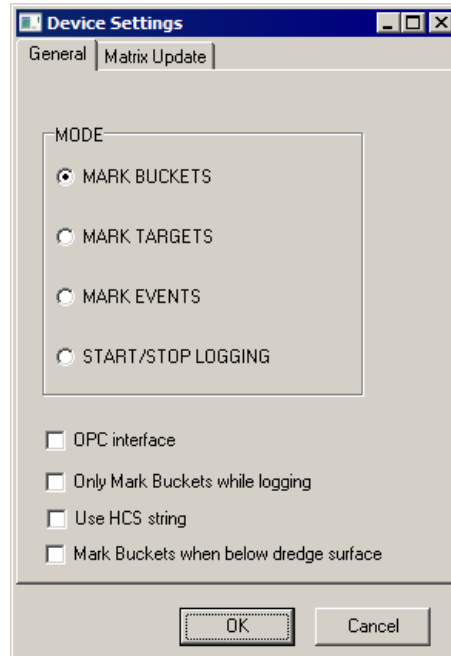 Device Settings
General Matrix Update
MODE
MARK BUCKETS
MARK TARGETS
MARK EVENTS
START/STOP LOGGING
OPC interface
Only Mark Buckets while logging
Use HCS string
Mark Buckets when below dredge surface
OK Cancel